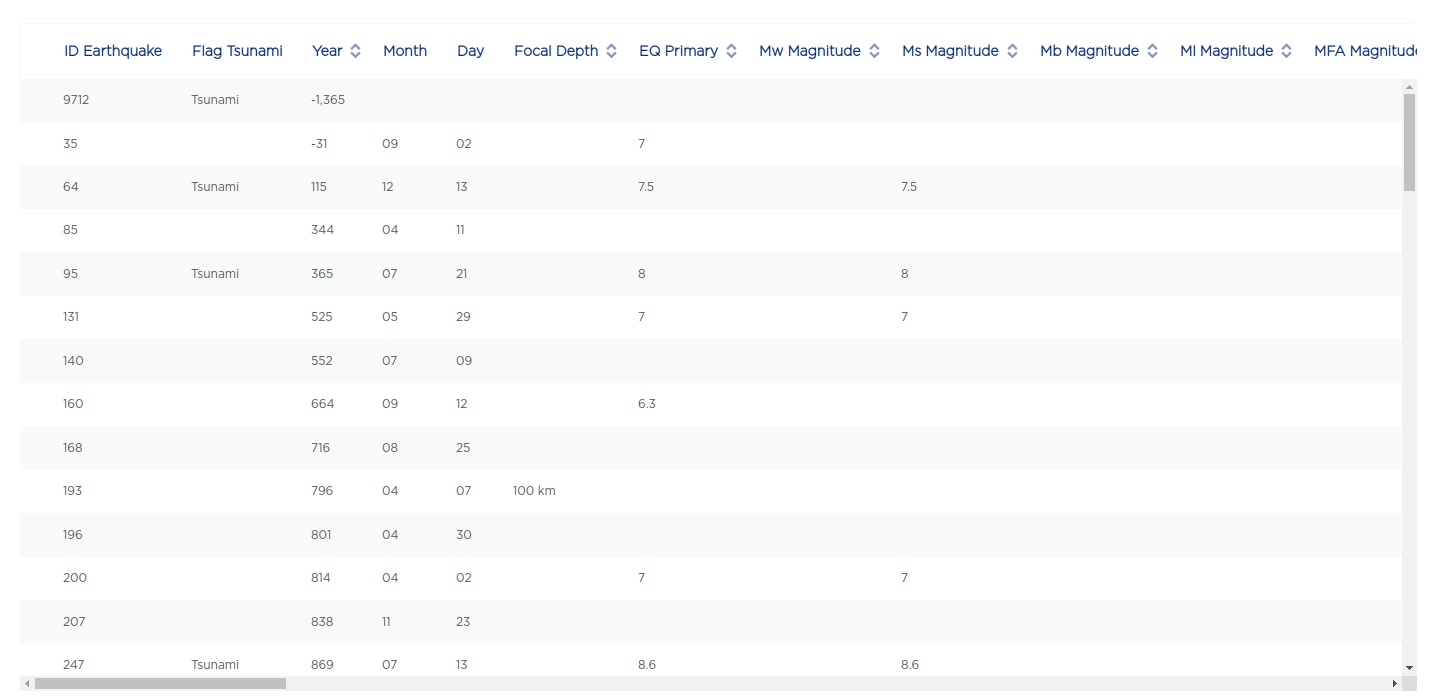 ID Earthquake Flag Tsunami Year Month Day Focal Depth EQ Primary Mw Magnitude Ms Magnitude Mb Magnitude Ml Magnitude MFA Magnitude
9712 Tsunami -1,365
35 -31 09 02 7
64 Tsunami 115 12 13 7.5 7.5
85 344 04 11
95 Tsunami 365 07 21 8 8
131 525 05 29 7 7
140 552 07 09
160 664 09 12 6.3
168 716 08 25
193 796 04 07 100 km
196 801 04 30
200 814 04 02 7 7
207 838 11 23
247 Tsunami 869 07 13 8.6 8.6